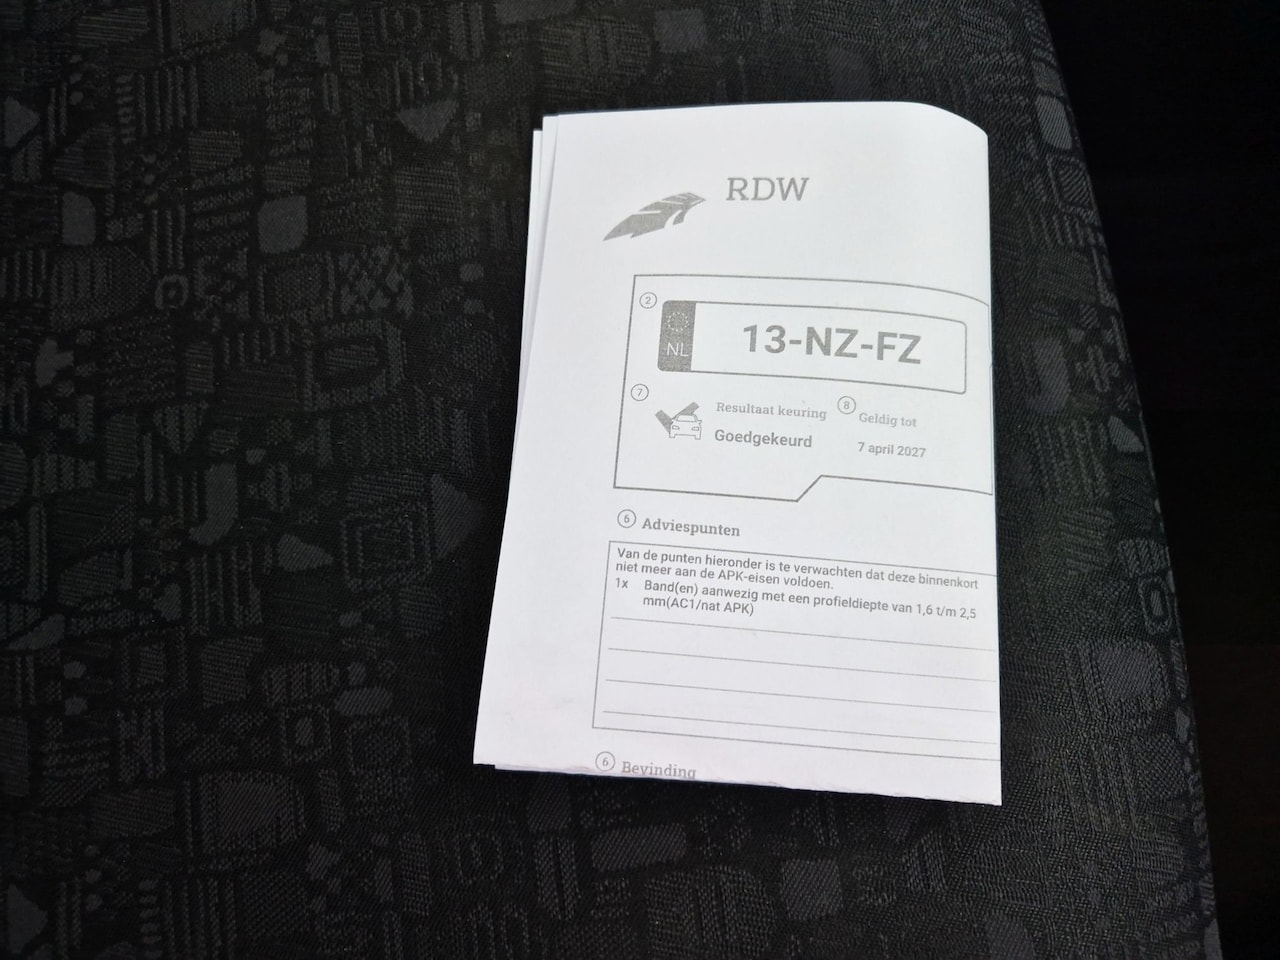 RDW
2
NL
13-NZ-FZ
7
Resultaat keuring
8
Geldig tot
Goedgekeurd
7 april 2027
6 Adviespunten
Van de punten hieronder is te verwachten dat deze binnenkort
niet meer aan de APK-eisen voldoen.
1x Band(en) aanwezig met een profieldiepte van 1,6 t/m 2,5
mm(AC1/nat APK)
6 Bevinding